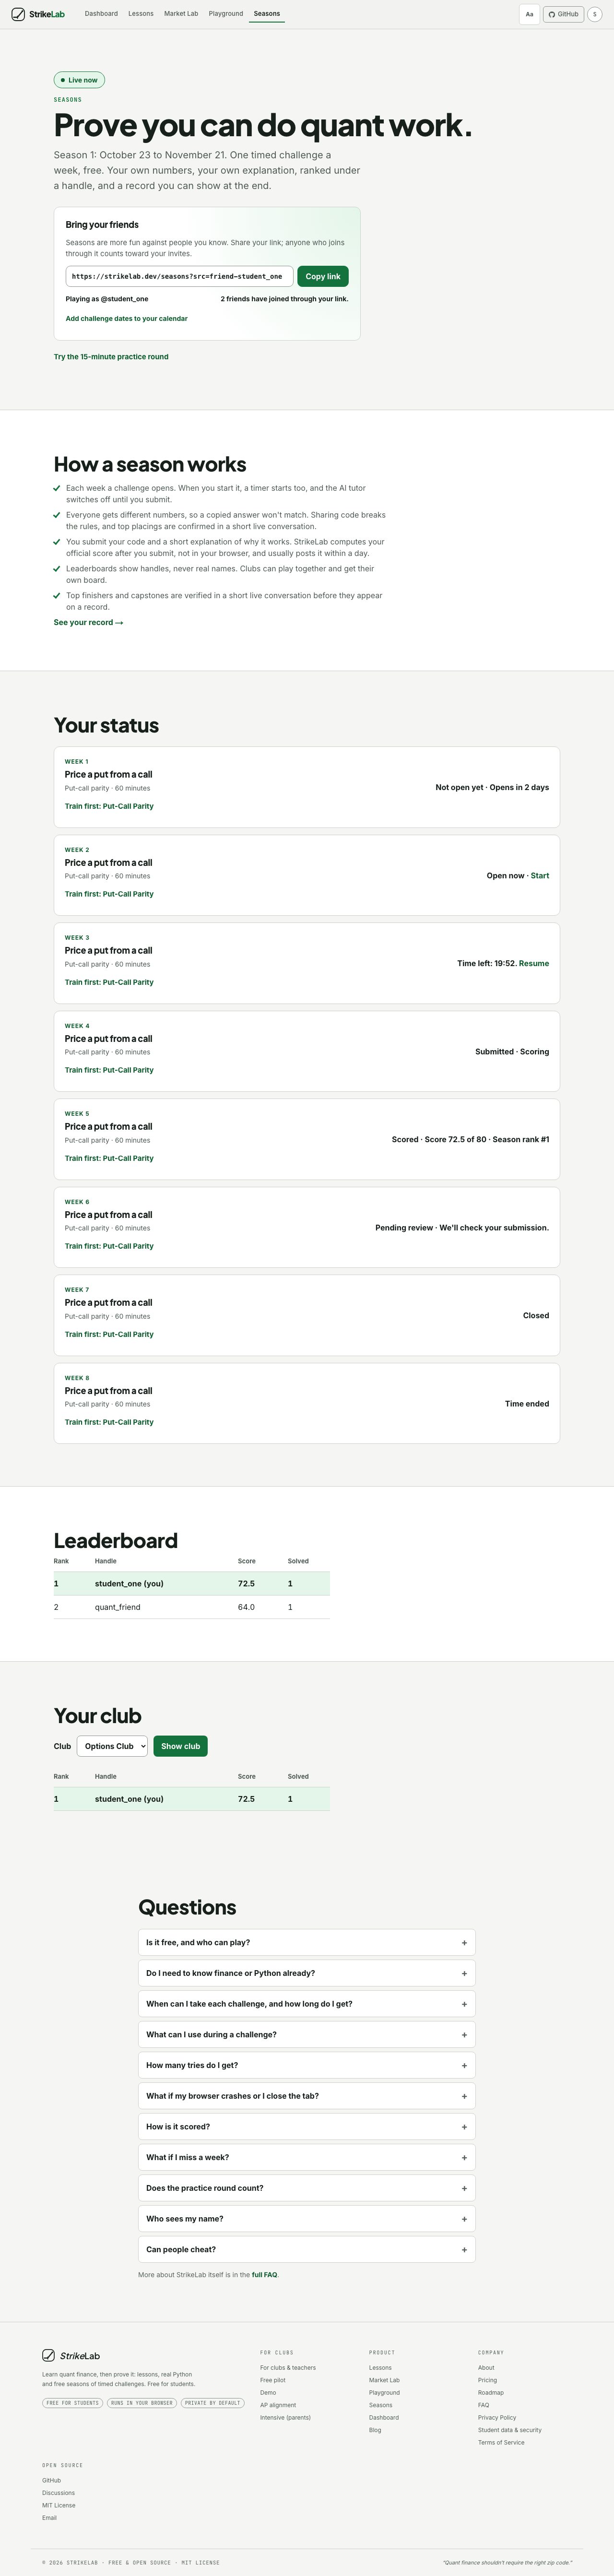 StrikeLab Dashboard Lessons Market Lab Playground Seasons Aa GitHub S
Live now
SEASONS
Prove you can do quant work.
Season 1: October 23 to November 21. One timed challenge a
week, free. Your own numbers, your own explanation, ranked under
a handle, and a record you can show at the end.
Bring your friends
Seasons are more fun against people you know. Share your link; anyone who joins
through it counts toward your invites.
https://strikelab.dev/seasons?src=friend-student_one Copy link
Playing as @student_one 2 friends have joined through your link.
Add challenge dates to your calendar
Try the 15-minute practice round
How a season works
Each week a challenge opens. When you start it, a timer starts too, and the AI tutor
switches off until you submit.
Everyone gets different numbers, so a copied answer won't match. Sharing code breaks
the rules, and top placings are confirmed in a short live conversation.
You submit your code and a short explanation of why it works. StrikeLab computes your
official score after you submit, not in your browser, and usually posts it within a day.
Leaderboards show handles, never real names. Clubs can play together and get their
own board.
Top finishers and capstones are verified in a short live conversation before they appear
on a record.
See your record →
Your status
WEEK 1
Price a put from a call
Put-call parity · 60 minutes
Not open yet · Opens in 2 days
Train first: Put-Call Parity
WEEK 2
Price a put from a call
Put-call parity · 60 minutes
Open now · Start
Train first: Put-Call Parity
WEEK 3
Price a put from a call
Put-call parity · 60 minutes
Time left: 19:52. Resume
Train first: Put-Call Parity
WEEK 4
Price a put from a call
Put-call parity · 60 minutes
Submitted · Scoring
Train first: Put-Call Parity
WEEK 5
Price a put from a call
Put-call parity · 60 minutes
Scored · Score 72.5 of 80 · Season rank #1
Train first: Put-Call Parity
WEEK 6
Price a put from a call
Put-call parity · 60 minutes
Pending review · We'll check your submission.
Train first: Put-Call Parity
WEEK 7
Price a put from a call
Put-call parity · 60 minutes
Closed
Train first: Put-Call Parity
WEEK 8
Price a put from a call
Put-call parity · 60 minutes
Time ended
Train first: Put-Call Parity
Leaderboard
Rank Handle Score Solved
1 student_one (you) 72.5 1
2 quant_friend 64.0 1
Your club
Club Options Club Show club
Rank Handle Score Solved
1 student_one (you) 72.5 1
Questions
Is it free, and who can play? +
Do I need to know finance or Python already? +
When can I take each challenge, and how long do I get? +
What can I use during a challenge? +
How many tries do I get? +
What if my browser crashes or I close the tab? +
How is it scored? +
What if I miss a week? +
Does the practice round count? +
Who sees my name? +
Can people cheat? +
More about StrikeLab itself is in the full FAQ.
StrikeLab
Learn quant finance, then prove it: lessons, real Python
and free seasons of timed challenges. Free for students.
FREE FOR STUDENTS RUNS IN YOUR BROWSER PRIVATE BY DEFAULT
FOR CLUBS
For clubs & teachers
Free pilot
Demo
AP alignment
Intensive (parents)
PRODUCT
Lessons
Market Lab
Playground
Seasons
Dashboard
Blog
COMPANY
About
Pricing
Roadmap
FAQ
Privacy Policy
Student data & security
Terms of Service
OPEN SOURCE
GitHub
Discussions
MIT License
Email
© 2026 STRIKELAB · FREE & OPEN SOURCE · MIT LICENSE
"Quant finance shouldn't require the right zip code."